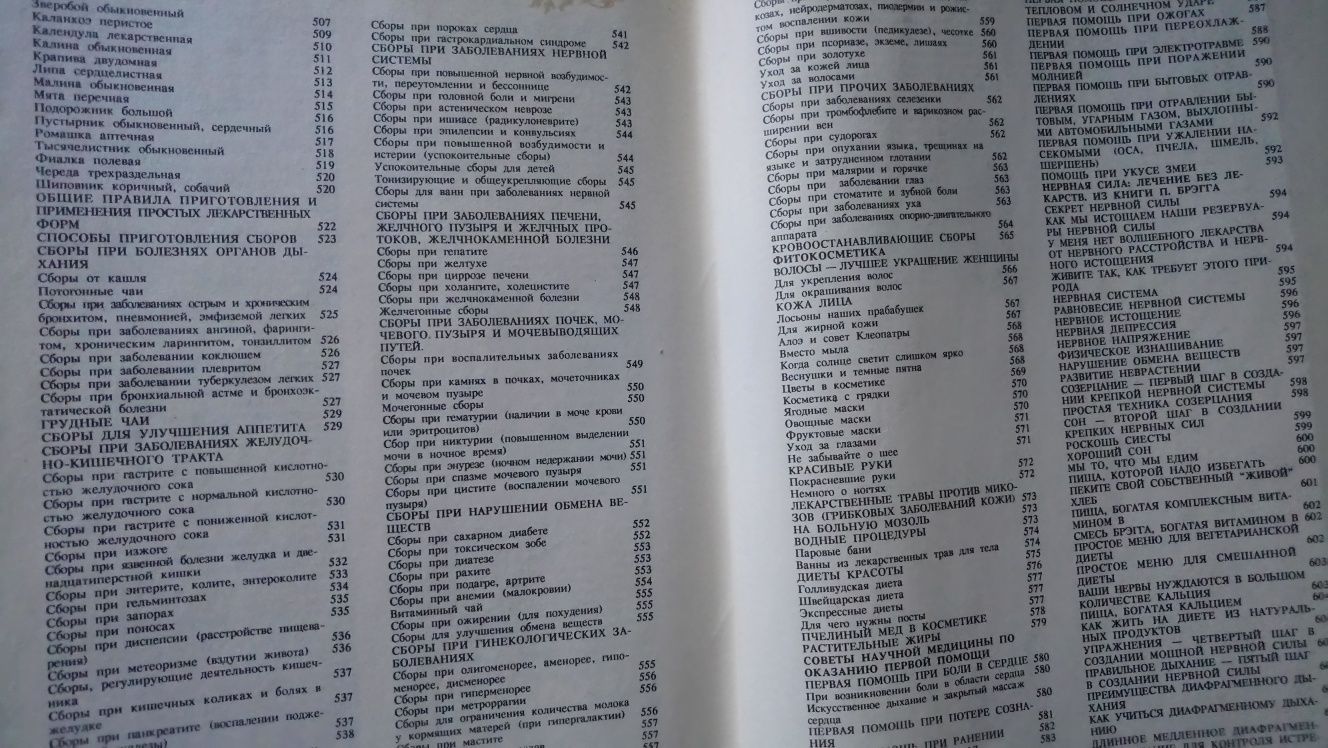 Зверобой обыкновенный 507
Каланхоэ перистое 509
Календула лекарственная 510
Калина обыкновенная 511
Крапива двудомная 512
Липа сердцелистная 513
Малина обыкновенная 514
Мята перечная 515
Подорожник большой 516
Пустырник обыкновенный, сердечный 516
Ромашка аптечная 517
Тысячелистник обыкновенный 518
Фиалка полевая 519
Череда трехраздельная 520
Шиповник коричный, собачий 520
ОБЩИЕ ПРАВИЛА ПРИГОТОВЛЕНИЯ И
ПРИМЕНЕНИЯ ПРОСТЫХ ЛЕКАРСТВЕННЫХ
ФОРМ 522
СПОСОБЫ ПРИГОТОВЛЕНИЯ СБОРОВ 523
СБОРЫ ПРИ БОЛЕЗНЯХ ОРГАНОВ ДЫ-
ХАНИЯ
Сборы от кашля 524
Потогонные чаи 524
Сборы при заболеваниях острым и хроническим
бронхитом, пневмонией, эмфиземой легких 525
Сборы при заболеваниях ангиной, фаринги-
том, хроническим ларингитом, тонзиллитом 526
Сборы при заболевании коклюшем 526
Сборы при заболевании плевритом 527
Сборы при заболевании туберкулезом легких 527
Сборы при бронхиальной астме и бронхоэк-
татической болезни 527
ГРУДНЫЕ ЧАИ 529
СБОРЫ ДЛЯ УЛУЧШЕНИЯ АППЕТИТА 529
СБОРЫ ПРИ ЗАБОЛЕВАНИЯХ ЖЕЛУДОЧ-
НО-КИШЕЧНОГО ТРАКТА
Сборы при гастрите с повышенной кислотно-
стью желудочного сока 530
Сборы при гастрите с нормальной кислотно-
стью желудочного сока 530
Сборы при гастрите с пониженной кислот-
ностью желудочного сока 531
Сборы при изжоге 531
Сборы при язвенной болезни желудка и две-
надцатиперстной кишки 532
Сборы при энтерите, колите, энтероколите 533
Сборы при гельминтозах 534
Сборы при запорах 535
Сборы при поносах 535
Сборы при диспепсии (расстройстве пищева-
рения) 536
Сборы при метеоризме (вздутии живота) 536
Сборы, регулирующие деятельность кишеч-
ника 537
Сборы при кишечных коликах и болях в
желудке 537
Сборы при панкреатите (воспалении подже-
538
Сборы при пороках сердца 541
Сборы при гастрокардиальном синдроме 542
СБОРЫ ПРИ ЗАБОЛЕВАНИЯХ НЕРВНОЙ
СИСТЕМЫ
Сборы при повышенной нервной возбудимос-
ти, переутомлении и бессоннице 542
Сборы при головной боли и мигрени 543
Сборы при астеническом неврозе 543
Сборы при ишиасе (радикулоневрите) 543
Сборы при эпилепсии и конвульсиях 544
Сборы при повышенной возбудимости и
истерии (успокоительные сборы) 544
Успокоительные сборы для детей 545
Тонизирующие и общеукрепляющие сборы 545
Сборы для ванн при заболеваниях нервной
системы 545
СБОРЫ ПРИ ЗАБОЛЕВАНИЯХ ПЕЧЕНИ,
ЖЕЛЧНОГО ПУЗЫРЯ И ЖЕЛЧНЫХ ПРО-
ТОКОВ, ЖЕЛЧНОКАМЕННОЙ БОЛЕЗНИ
Сборы при гепатите 546
Сборы при желтухе 547
Сборы при циррозе печени 547
Сборы при холангите, холецистите 547
Сборы при желчнокаменной болезни 548
Желчегонные сборы 548
СБОРЫ ПРИ ЗАБОЛЕВАНИЯХ ПОЧЕК, МО-
ЧЕВОГО ПУЗЫРЯ И МОЧЕВЫВОДЯЩИХ
ПУТЕЙ.
Сборы при воспалительных заболеваниях
почек 549
Сборы при камнях в почках, мочеточниках
и мочевом пузыре 550
Мочегонные сборы 550
Сборы при гематурии (наличии в моче крови
или эритроцитов) 550
Сбор при никтурии (повышенном выделении
мочи в ночное время) 551
Сборы при энурезе (ночном недержании мочи) 551
Сборы при спазме мочевого пузыря 551
Сборы при цистите (воспалении мочевого
пузыря) 551
СБОРЫ ПРИ НАРУШЕНИИ ОБМЕНА ВЕ-
ЩЕСТВ
Сборы при сахарном диабете 552
Сборы при токсическом зобе 552
Сборы при диатезе 553
Сборы при рахите 553
Сборы при подагре, артрите 553
Сборы при анемии (малокровии) 554
Витаминный чай 555
Сборы при ожирении (для похудения) 555
Сборы для улучшения обмена веществ 555
СБОРЫ ПРИ ГИНЕКОЛОГИЧЕСКИХ ЗА-
БОЛЕВАНИЯХ
Сборы при олигоменорее, аменорее, гипо-
менорее, дисменорее 555
Сборы при гиперменорее 556
Сборы при метроррагии 556
Сборы для ограничения количества молока
у кормящих матерей (при гипергалактии) 556
Сборы при мастите 557
козах, нейродерматозах, пиодермии и рожис-
том воспалении кожи 559
Сборы при вшивости (педикулезе), чесотке 560
Сборы при псориазе, экземе, лишаях 560
Сборы при золотухе 560
Уход за кожей лица 561
Уход за волосами 561
СБОРЫ ПРИ ПРОЧИХ ЗАБОЛЕВАНИЯХ
Сборы при заболеваниях селезенки 562
Сборы при тромбофлебите и варикозном рас-
ширении вен 562
Сборы при судорогах 562
Сборы при опухании языка, трещинах на
языке и затрудненном глотании 562
Сборы при малярии и горячке 563
Сборы при заболевании глаз 563
Сборы при стоматите и зубной боли 563
Сборы при заболеваниях уха 563
Сборы при заболеваниях опорно-двигательного
аппарата 564
КРОВООСТАНАВЛИВАЮЩИЕ СБОРЫ 565
ФИТОКОСМЕТИКА
ВОЛОСЫ — ЛУЧШЕЕ УКРАШЕНИЕ ЖЕНЩИНЫ
Для укрепления волос 566
Для окрашивания волос 567
КОЖА ЛИЦА
Лосьоны наших прабабушек 567
Для жирной кожи 567
Алоэ и совет Клеопатры 568
Вместо мыла 568
Когда солнце светит слишком ярко 568
Веснушки и темные пятна 569
Цветы в косметике 570
Косметика с грядки 570
Ягодные маски 570
Овощные маски 571
Фруктовые маски 571
Уход за глазами 571
Не забывайте о шее
КРАСИВЫЕ РУКИ 572
Покрасневшие руки 572
Немного о ногтях
ЛЕКАРСТВЕННЫЕ ТРАВЫ ПРОТИВ МИКО-
ЗОВ (ГРИБКОВЫХ ЗАБОЛЕВАНИЙ КОЖИ) 573
НА БОЛЬНУЮ МОЗОЛЬ 573
ВОДНЫЕ ПРОЦЕДУРЫ 573
Паровые бани 574
Ванны из лекарственных трав для тела 574
ДИЕТЫ КРАСОТЫ 575
Голливудская диета 576
Швейцарская диета 577
Экспрессные диеты 577
Для чего нужны посты 578
ПЧЕЛИНЫЙ МЕД В КОСМЕТИКЕ 579
РАСТИТЕЛЬНЫЕ ЖИРЫ
СОВЕТЫ НАУЧНОЙ МЕДИЦИНЫ ПО
ОКАЗАНИЮ ПЕРВОЙ ПОМОЩИ
ПЕРВАЯ ПОМОЩЬ ПРИ БОЛИ В СЕРДЦЕ 580
При возникновении боли в области сердца 580
Искусственное дыхание и закрытый массаж
сердца 580
ПЕРВАЯ ПОМОЩЬ ПРИ ПОТЕРЕ СОЗНА-
НИЯ 581
ПЕРВАЯ ПОМОЩЬ ПРИ РАНЕНИИ 582
583
ТЕПЛОВОМ И СОЛНЕЧНОМ УДАРЕ
ПЕРВАЯ ПОМОЩЬ ПРИ ОЖОГАХ 587
ПЕРВАЯ ПОМОЩЬ ПРИ ПЕРЕОХЛАЖ-
ДЕНИИ 588
ПЕРВАЯ ПОМОЩЬ ПРИ ЭЛЕКТРОТРАВМЕ 590
ПЕРВАЯ ПОМОЩЬ ПРИ ПОРАЖЕНИИ
МОЛНИЕЙ 590
ПЕРВАЯ ПОМОЩЬ ПРИ БЫТОВЫХ ОТРАВ-
ЛЕНИЯХ
ПЕРВАЯ ПОМОЩЬ ПРИ ОТРАВЛЕНИИ БЫ-
ТОВЫМ, УГАРНЫМ ГАЗОМ, ВЫХЛОПНЫ-
МИ АВТОМОБИЛЬНЫМИ ГАЗАМИ 592
ПЕРВАЯ ПОМОЩЬ ПРИ УЖАЛЕНИИ НА-
СЕКОМЫМИ (ОСА, ПЧЕЛА, ШМЕЛЬ,
ШЕРШЕНЬ) 592
ПОМОЩЬ ПРИ УКУСЕ ЗМЕИ 593
НЕРВНАЯ СИЛА: ЛЕЧЕНИЕ БЕЗ ЛЕ-
КАРСТВ. ИЗ КНИГИ П. БРЭГГА
СЕКРЕТ НЕРВНОЙ СИЛЫ 594
КАК МЫ ИСТОЩАЕМ НАШИ РЕЗЕРВУА-
РЫ НЕРВНОЙ СИЛЫ 594
У МЕНЯ НЕТ ВОЛШЕБНОГО ЛЕКАРСТВА
ОТ НЕРВНОГО РАССТРОЙСТВА И НЕРВ-
НОГО ИСТОЩЕНИЯ 594
ЖИВИТЕ ТАК, КАК ТРЕБУЕТ ЭТОГО ПРИ-
РОДА 595
НЕРВНАЯ СИСТЕМА 595
РАВНОВЕСИЕ НЕРВНОЙ СИСТЕМЫ 596
НЕРВНОЕ ИСТОЩЕНИЕ 596
НЕРВНАЯ ДЕПРЕССИЯ 596
НЕРВНОЕ НАПРЯЖЕНИЕ 597
ФИЗИЧЕСКОЕ ИЗНАШИВАНИЕ 597
НАРУШЕНИЕ ОБМЕНА ВЕЩЕСТВ 597
РАЗВИТИЕ НЕВРАСТЕНИИ
СОЗЕРЦАНИЕ — ПЕРВЫЙ ШАГ В СОЗДА-
НИИ КРЕПКОЙ НЕРВНОЙ СИСТЕМЫ 598
ПРОСТАЯ ТЕХНИКА СОЗЕРЦАНИЯ 598
СОН — ВТОРОЙ ШАГ В СОЗДАНИИ
КРЕПКИХ НЕРВНЫХ СИЛ 599
РОСКОШЬ СИЕСТЫ 599
ХОРОШИЙ СОН 600
МЫ ТО, ЧТО МЫ ЕДИМ 600
ПИЩА, КОТОРОЙ НАДО ИЗБЕГАТЬ 600
ПЕКИТЕ СВОЙ СОБСТВЕННЫЙ "ЖИВОЙ"
ХЛЕБ 601
ПИЩА, БОГАТАЯ КОМПЛЕКСНЫМ ВИТА-
МИНОМ В 602
СМЕСЬ БРЭГГА, БОГАТАЯ ВИТАМИНОМ В 602
ПРОСТОЕ МЕНЮ ДЛЯ ВЕГЕТАРИАНСКОЙ
ДИЕТЫ 602
ПРОСТОЕ МЕНЮ ДЛЯ СМЕШАННОЙ
ДИЕТЫ
ВАШИ НЕРВЫ НУЖДАЮТСЯ В БОЛЬШОМ
КОЛИЧЕСТВЕ КАЛЬЦИЯ
ПИЩА, БОГАТАЯ КАЛЬЦИЕМ
КАК ЖИТЬ НА ДИЕТЕ ИЗ НАТУРАЛЬ-
НЫХ ПРОДУКТОВ
УПРАЖНЕНИЯ — ЧЕТВЕРТЫЙ ШАГ В
СОЗДАНИИ МОЩНОЙ НЕРВНОЙ СИЛЫ
ПРАВИЛЬНОЕ ДЫХАНИЕ — ПЯТЫЙ ШАГ
В СОЗДАНИИ НЕРВНОЙ СИЛЫ
ПРЕИМУЩЕСТВА ДИАФРАГМЕННОГО ДЫ-
ХАНИЯ
КАК УЧИТЬСЯ ДИАФРАГМЕННОМУ ДЫХА-
НИЮ
ДЛИННОЕ МЕДЛЕННОЕ ДИАФРАГМЕН-
ДЛЯ КОНТРОЛЯ